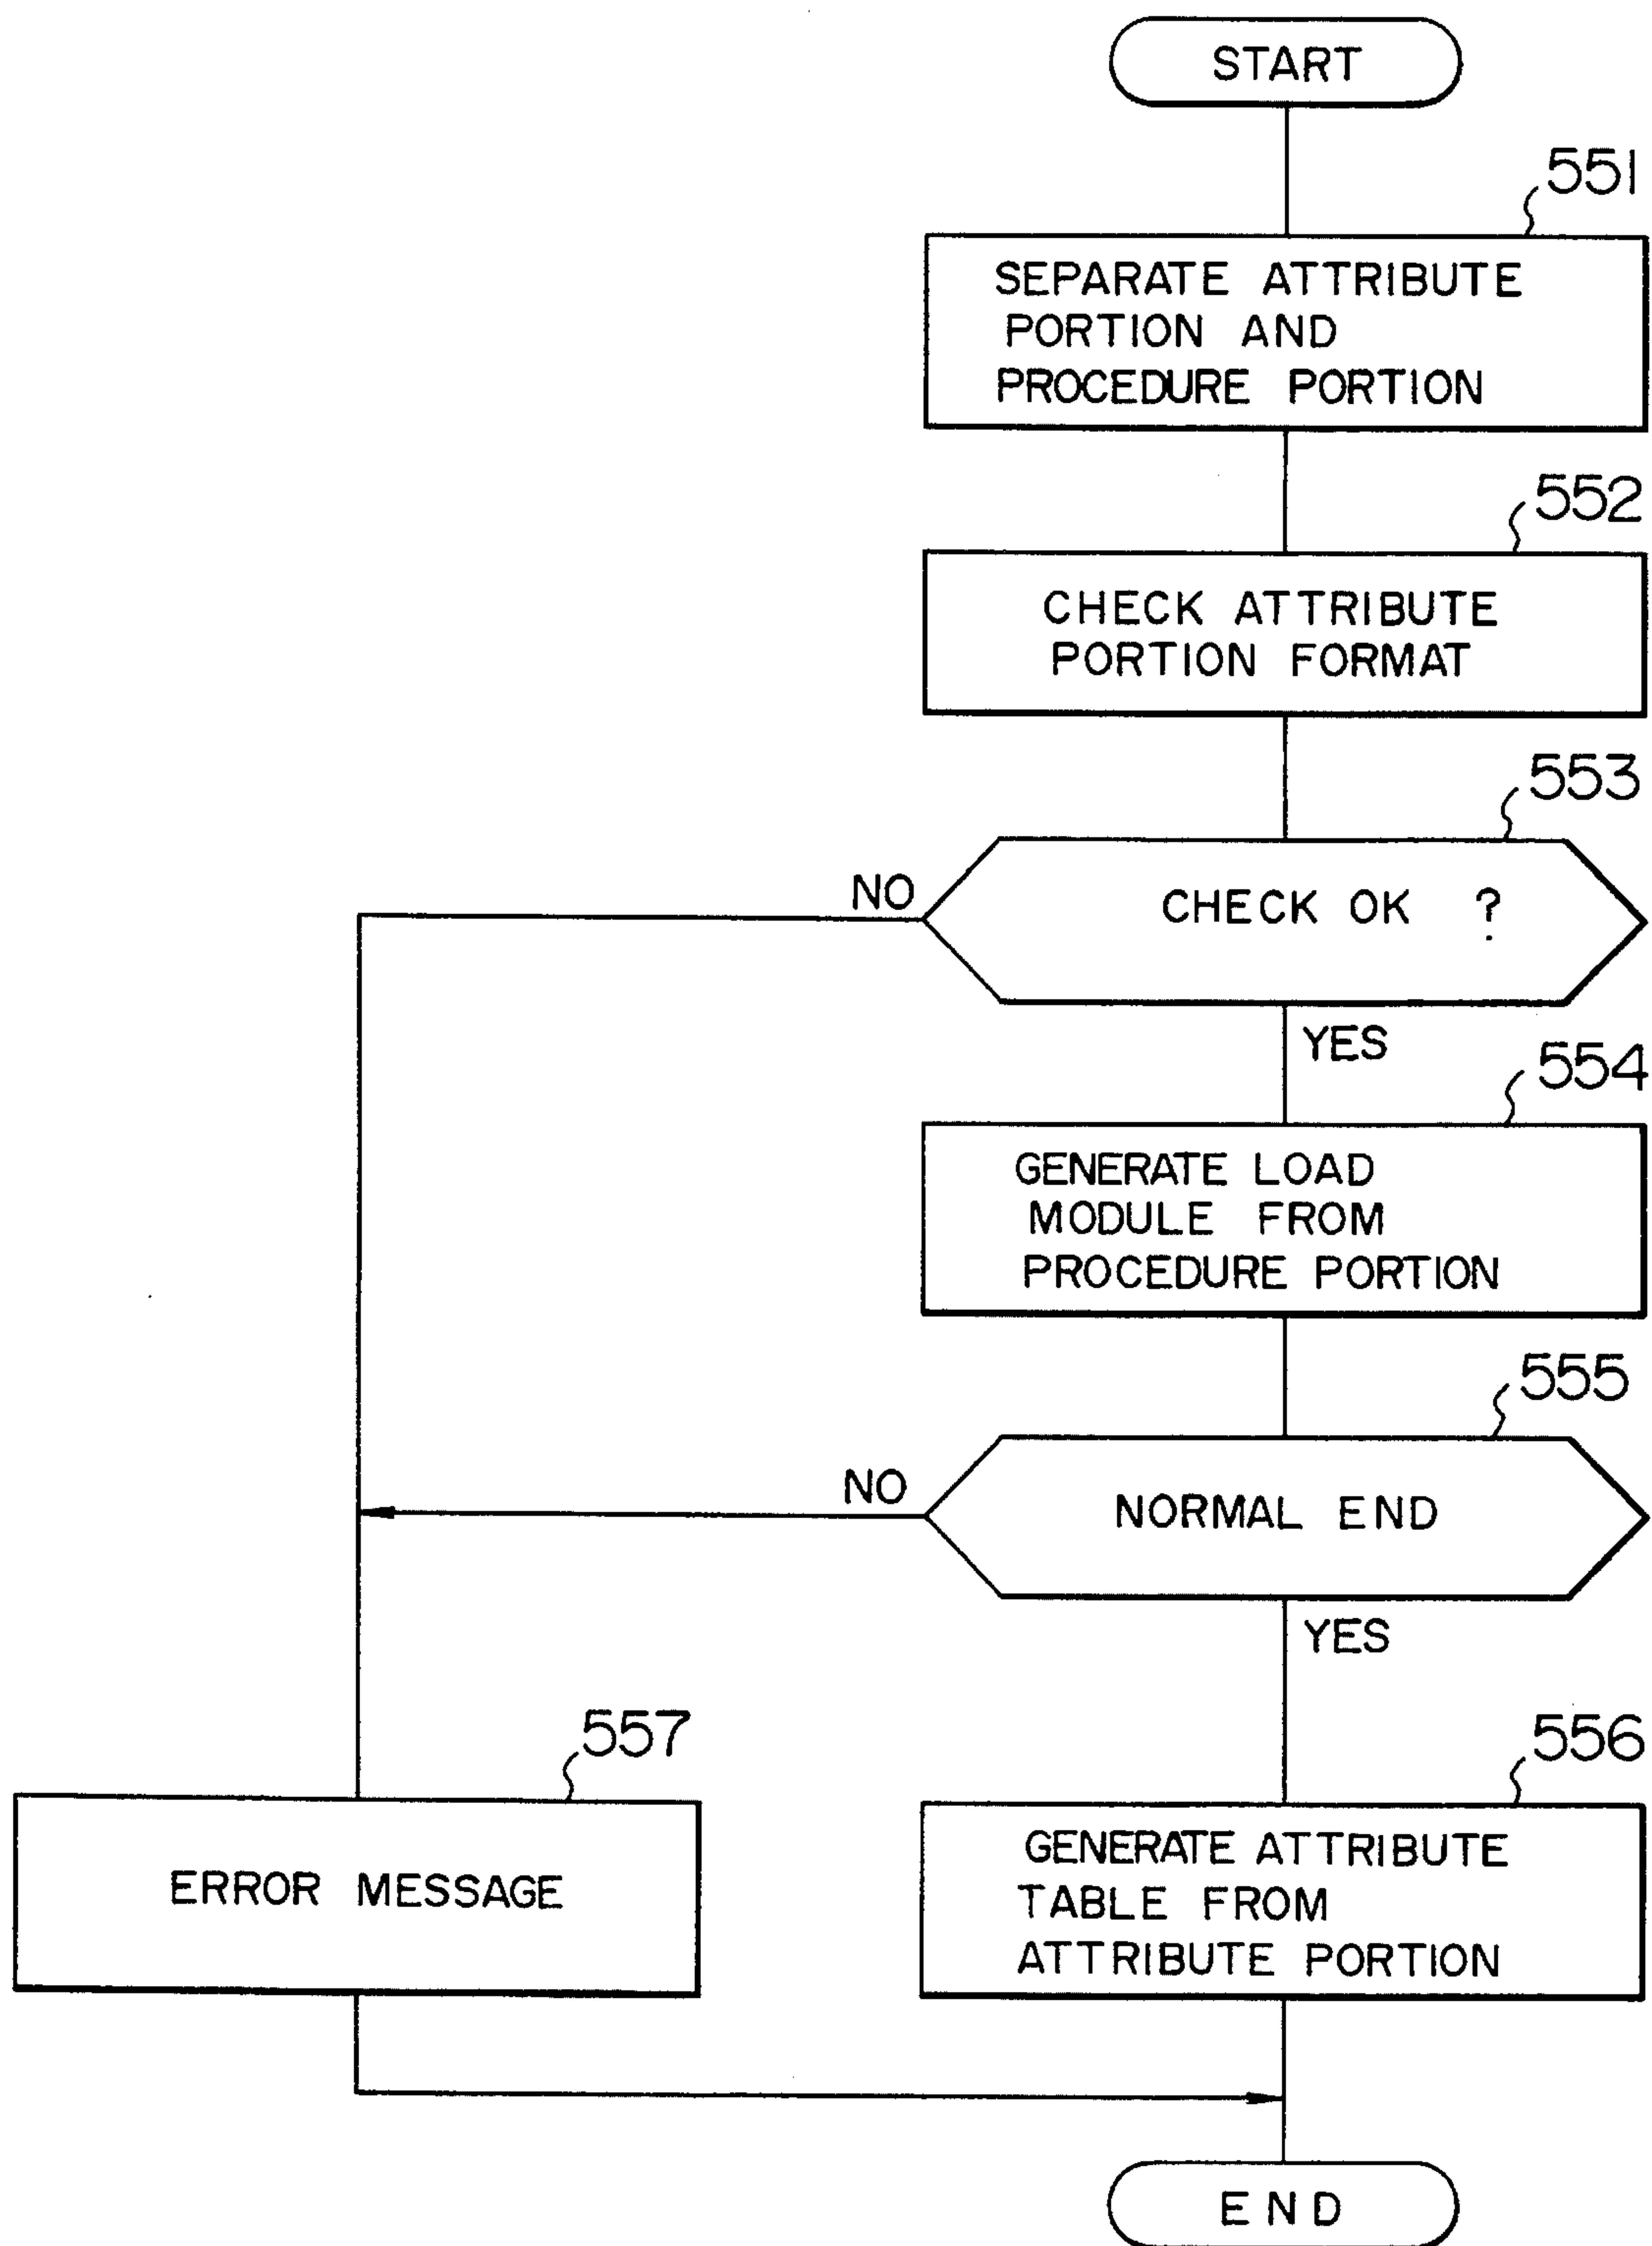 START
551
SEPARATE ATTRIBUTE
PORTION AND
PROCEDURE PORTION
552
CHECK ATTRIBUTE
PORTION FORMAT
553
NO
CHECK OK ?
YES
554
GENERATE LOAD
MODULE FROM
PROCEDURE PORTION
555
NO
NORMAL END
YES
557
ERROR MESSAGE
556
GENERATE ATTRIBUTE
TABLE FROM
ATTRIBUTE PORTION
END